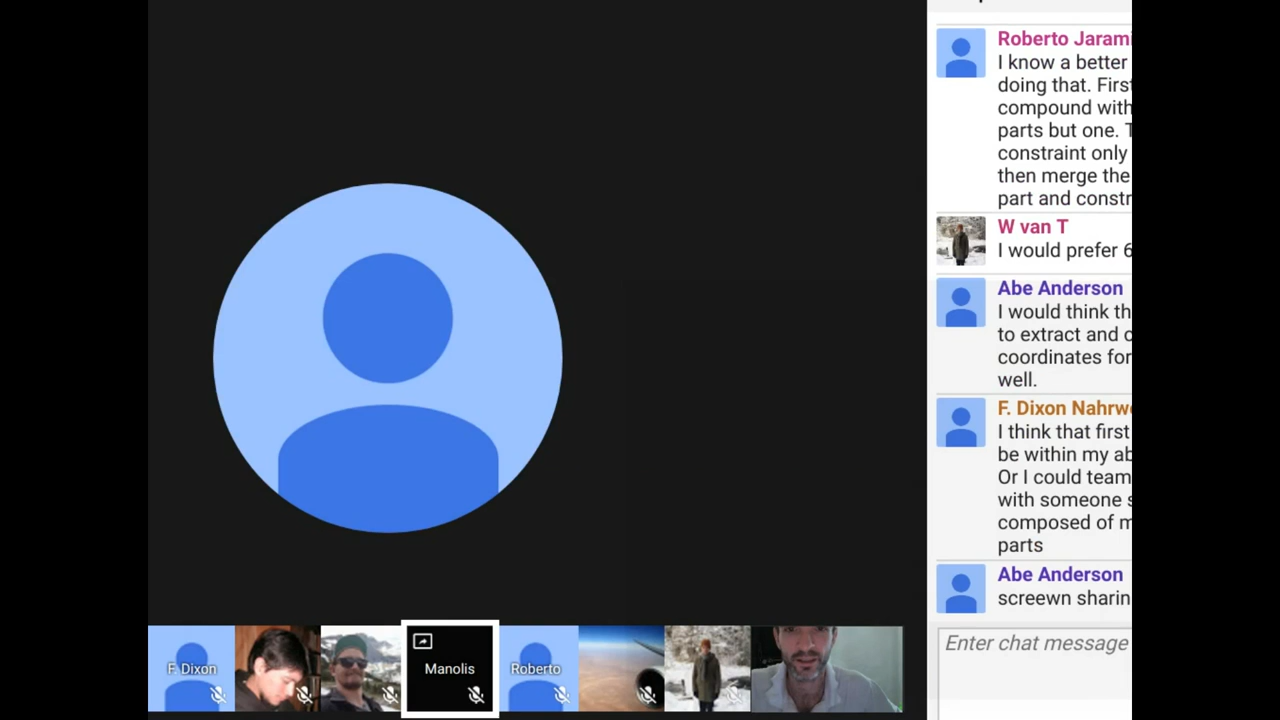 Roberto Jarami
I know a better
doing that. First
compound with
parts but one. T
constraint only
then merge the
part and constr
W van T
I would prefer 6
Abe Anderson
I would think th
to extract and o
coordinates for
well.
F. Dixon Nahrw
I think that first
be within my ab
Or I could team
with someone s
composed of m
parts
Abe Anderson
screewn sharin
Enter chat message
F. Dixon
Manolis
Roberto